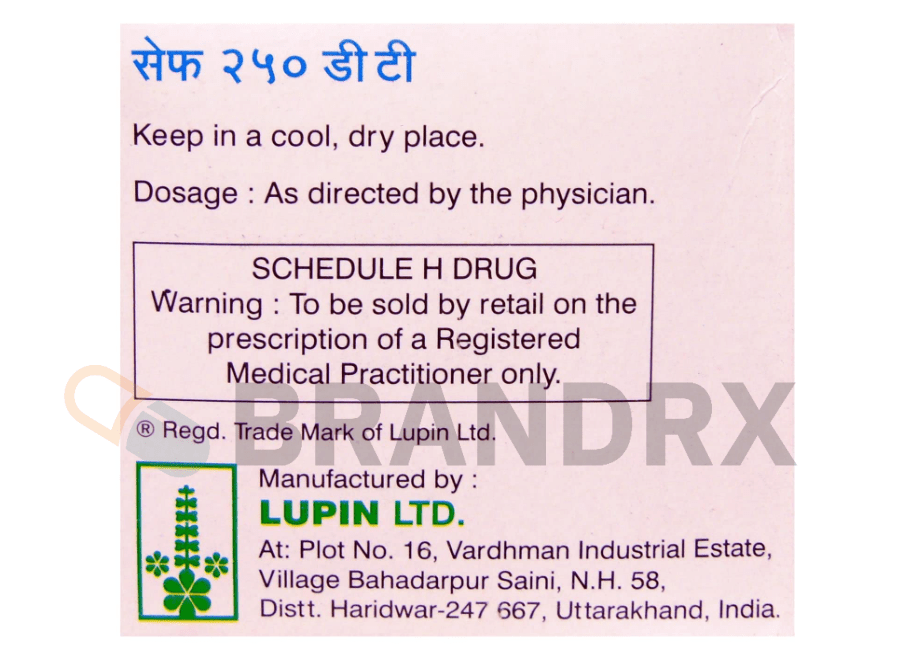 सेफ २५० डी टी
Keep in a cool, dry place.
Dosage : As directed by the physician.
SCHEDULE H DRUG
Warning : To be sold by retail on the
prescription of a Registered
Medical Practitioner only.
BRANDRX
® Regd. Trade Mark of Lupin Ltd.
Manufactured by :
LUPIN LTD.
At: Plot No. 16, Vardhman Industrial Estate,
Village Bahadarpur Saini, N.H. 58,
Distt. Haridwar-247 667, Uttarakhand, India.